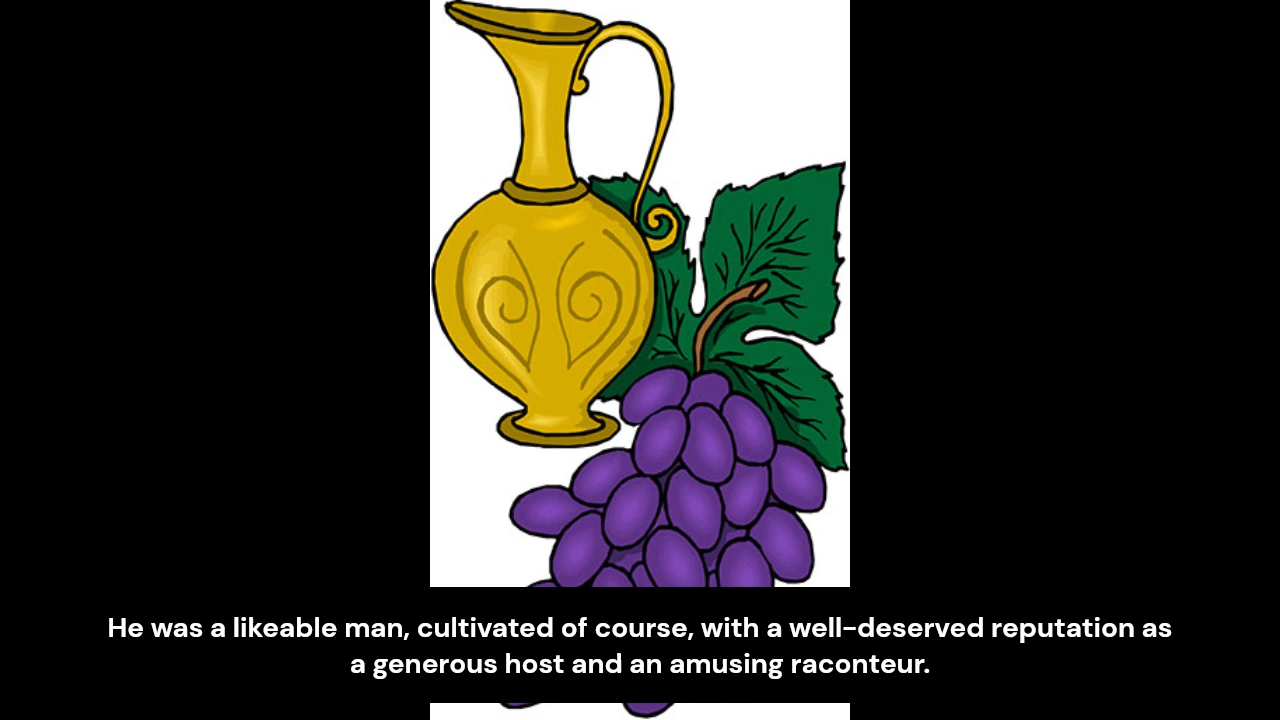 He was a likeable man, cultivated of course, with a well-deserved reputation as
a generous host and an amusing raconteur.